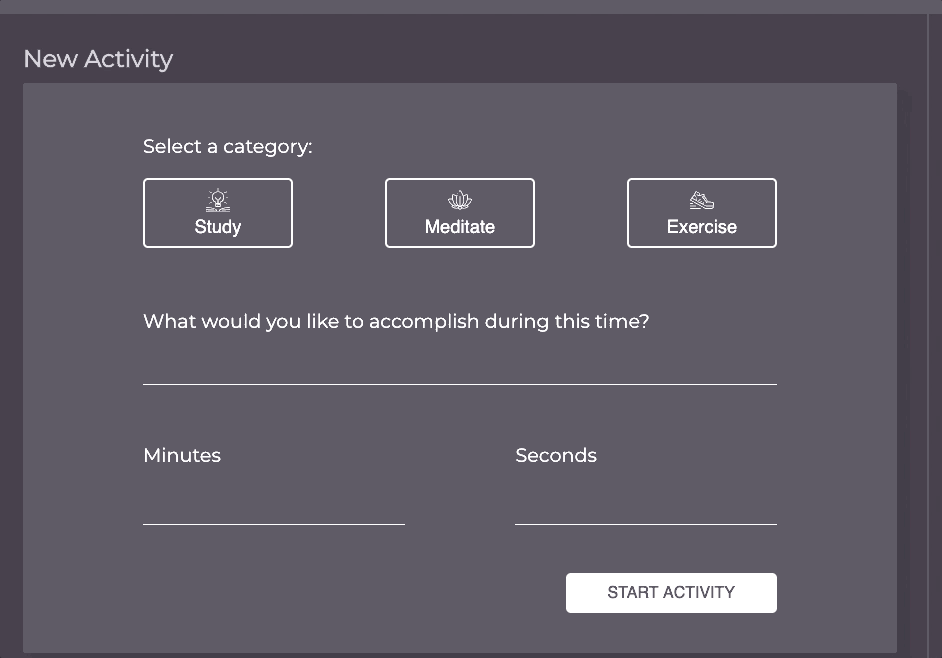 New Activity
Select a category:
Study Meditate Exercise
What would you like to accomplish during this time?
Minutes Seconds
START ACTIVITY